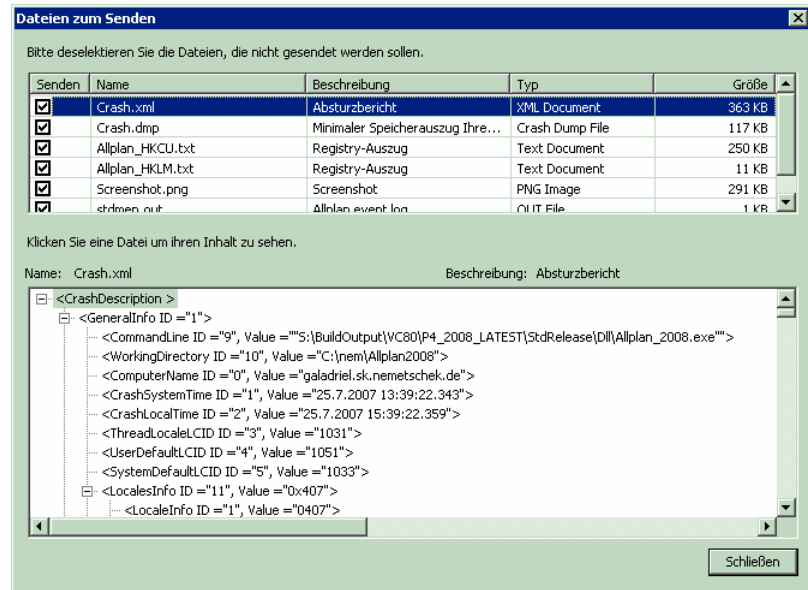 Dateien zum Senden
Bitte deselektieren Sie die Dateien, die nicht gesendet werden sollen.
Senden Name Beschreibung Typ Größe
Crash.xml Absturzbericht XML Document 363 KB
Crash.dmp Minimaler Speicherauszug Ihre... Crash Dump File 117 KB
Allplan_HKCU.txt Registry-Auszug Text Document 250 KB
Allplan_HKLM.txt Registry-Auszug Text Document 11 KB
Screenshot.png Screenshot PNG Image 291 KB
stdmen.out Allplan event log OUT File 1 KB
Klicken Sie eine Datei um ihren Inhalt zu sehen.
Name: Crash.xml Beschreibung: Absturzbericht
<CrashDescription >
<GeneralInfo ID ="1">
<CommandLine ID ="9", Value =""S:\BuildOutput\VC80\P4_2008_LATEST\StdRelease\Dll\Allplan_2008.exe"">
<WorkingDirectory ID ="10", Value ="C:\nem\Allplan2008">
<ComputerName ID ="0", Value ="galadriel.sk.nemetschek.de">
<CrashSystemTime ID ="1", Value ="25.7.2007 13:39:22.343">
<CrashLocalTime ID ="2", Value ="25.7.2007 15:39:22.359">
<ThreadLocaleLCID ID ="3", Value ="1031">
<UserDefaultLCID ID ="4", Value ="1051">
<SystemDefaultLCID ID ="5", Value ="1033">
<LocalesInfo ID ="11", Value ="0x407">
<LocaleInfo ID ="1", Value ="0407">
Schließen